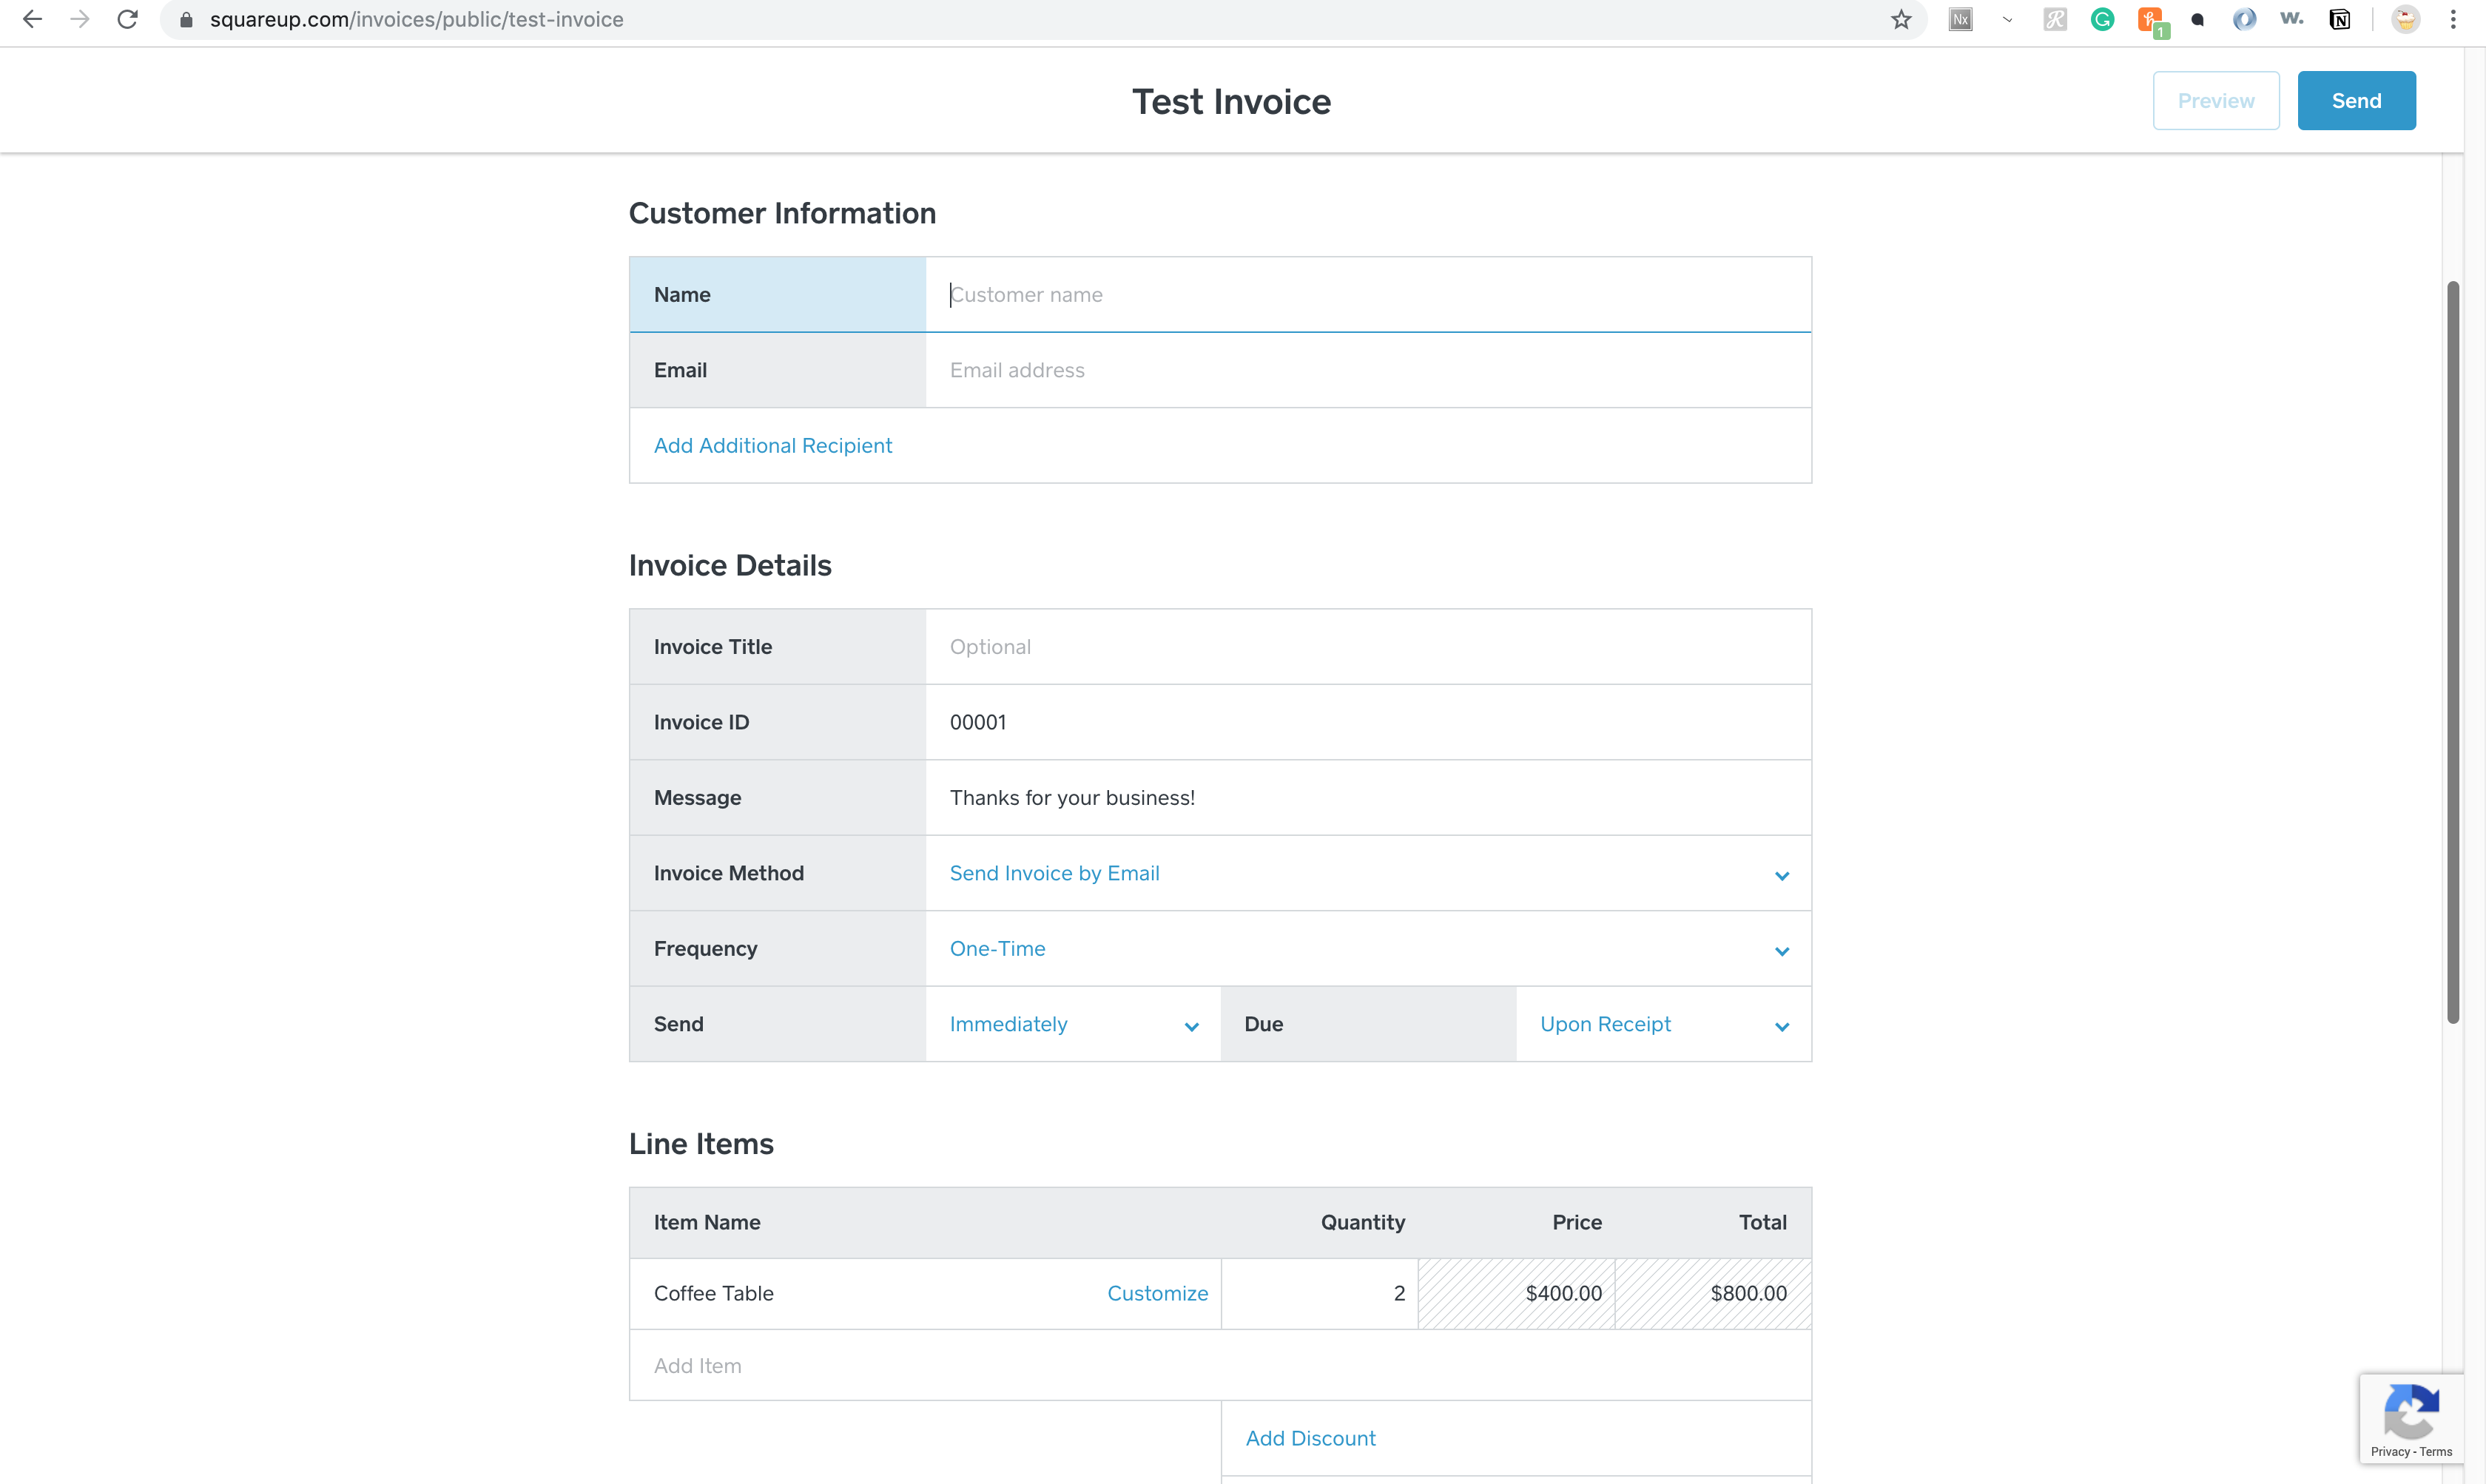 squareup.com/invoices/public/test-invoice
Nx
1
w.
N
Test Invoice
Preview
Send
Customer Information
Name Customer name
Email Email address
Add Additional Recipient
Invoice Details
Invoice Title Optional
Invoice ID 00001
Message Thanks for your business!
Invoice Method Send Invoice by Email
Frequency One-Time
Send Immediately Due Upon Receipt
Line Items
Item Name Quantity Price Total
Coffee Table Customize 2 $400.00 $800.00
Add Item
Add Discount
Privacy - Terms